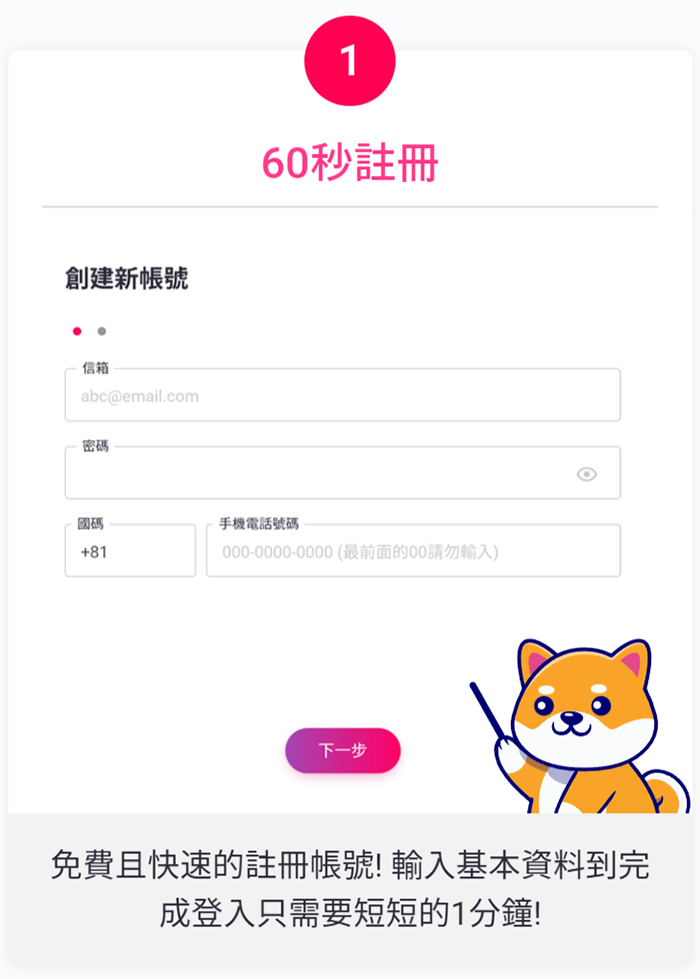 1
60秒註冊
創建新帳號
信箱
abc@email.com
密碼
國碼
+81
手機電話號碼
000-0000-0000 (最前面的00請勿輸入)
下一步
免費且快速的註冊帳號! 輸入基本資料到完
成登入只需要短短的1分鐘!